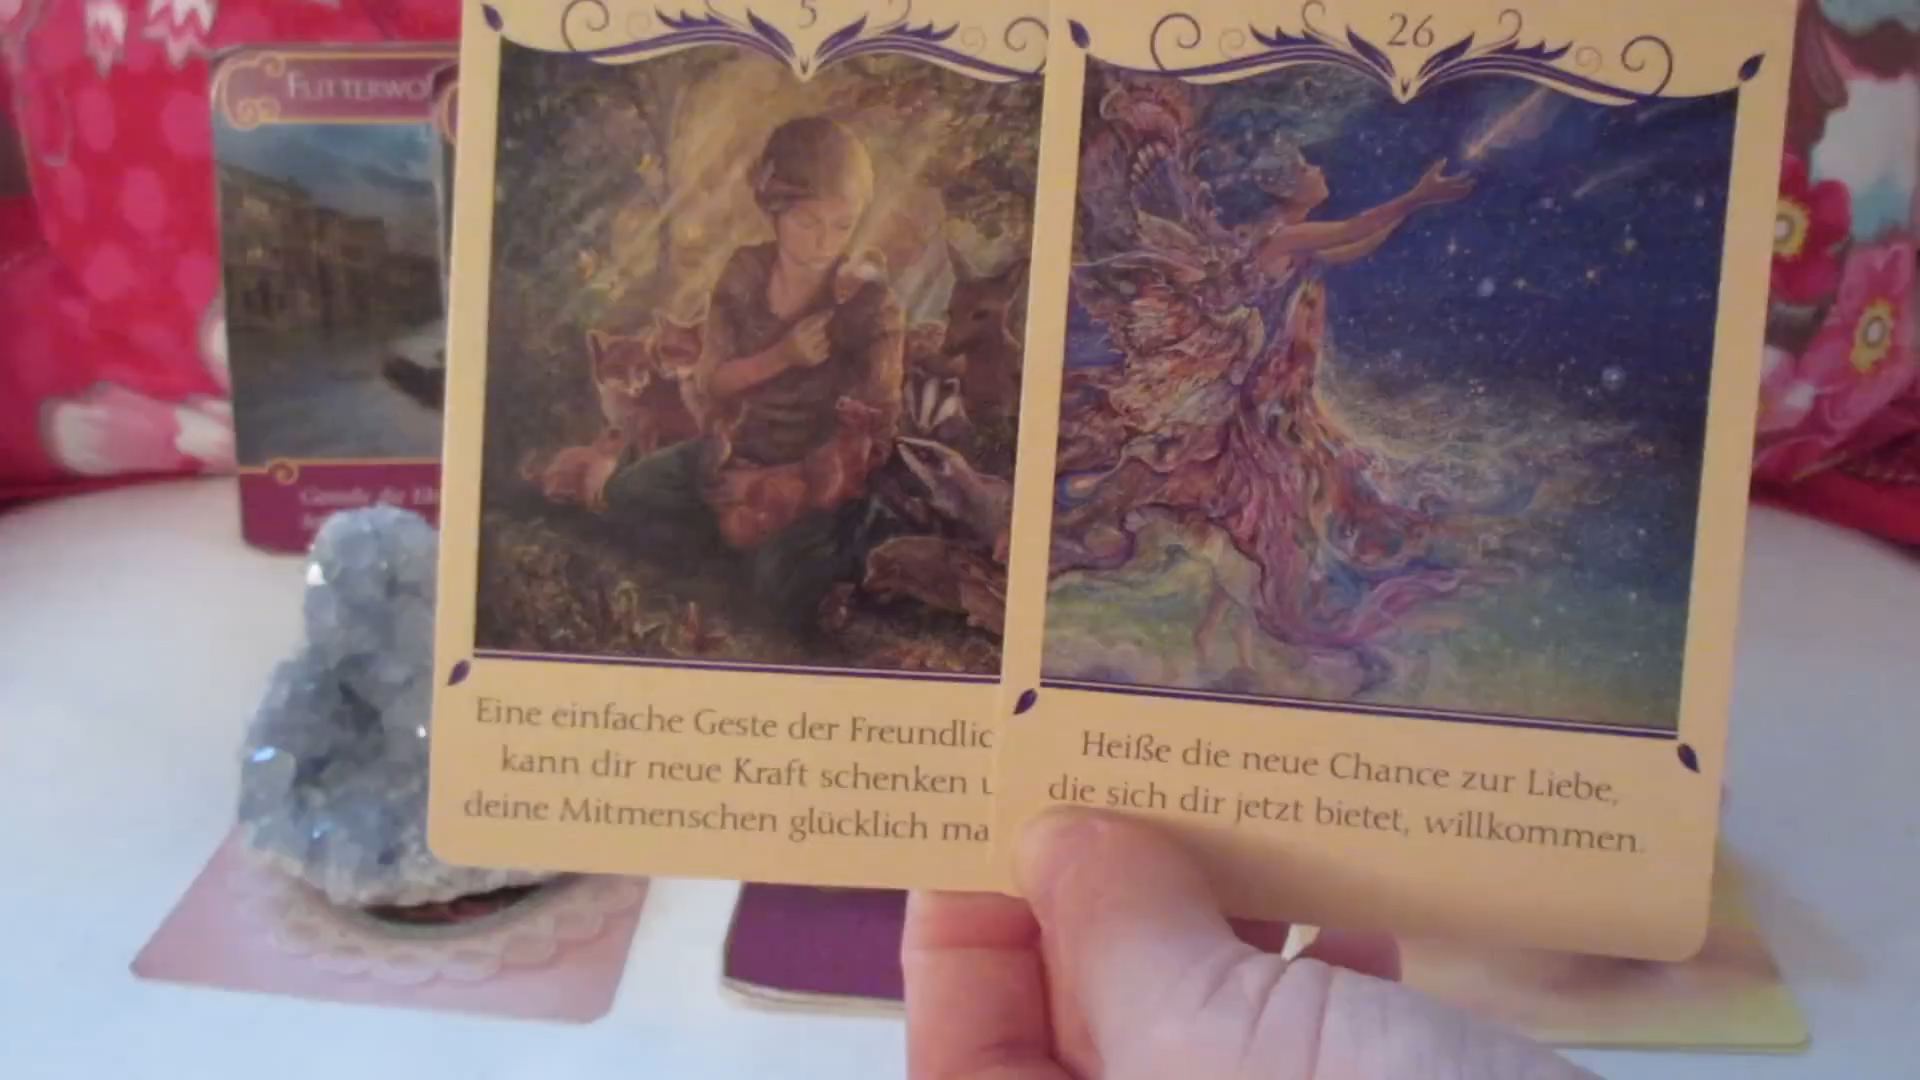 5
Eine einfache Geste der Freundlic
kann dir neue Kraft schenken u
deine Mitmenschen glücklich ma
26
Heiße die neue Chance zur Liebe,
die sich dir jetzt bietet, willkommen.
FLITTERWO